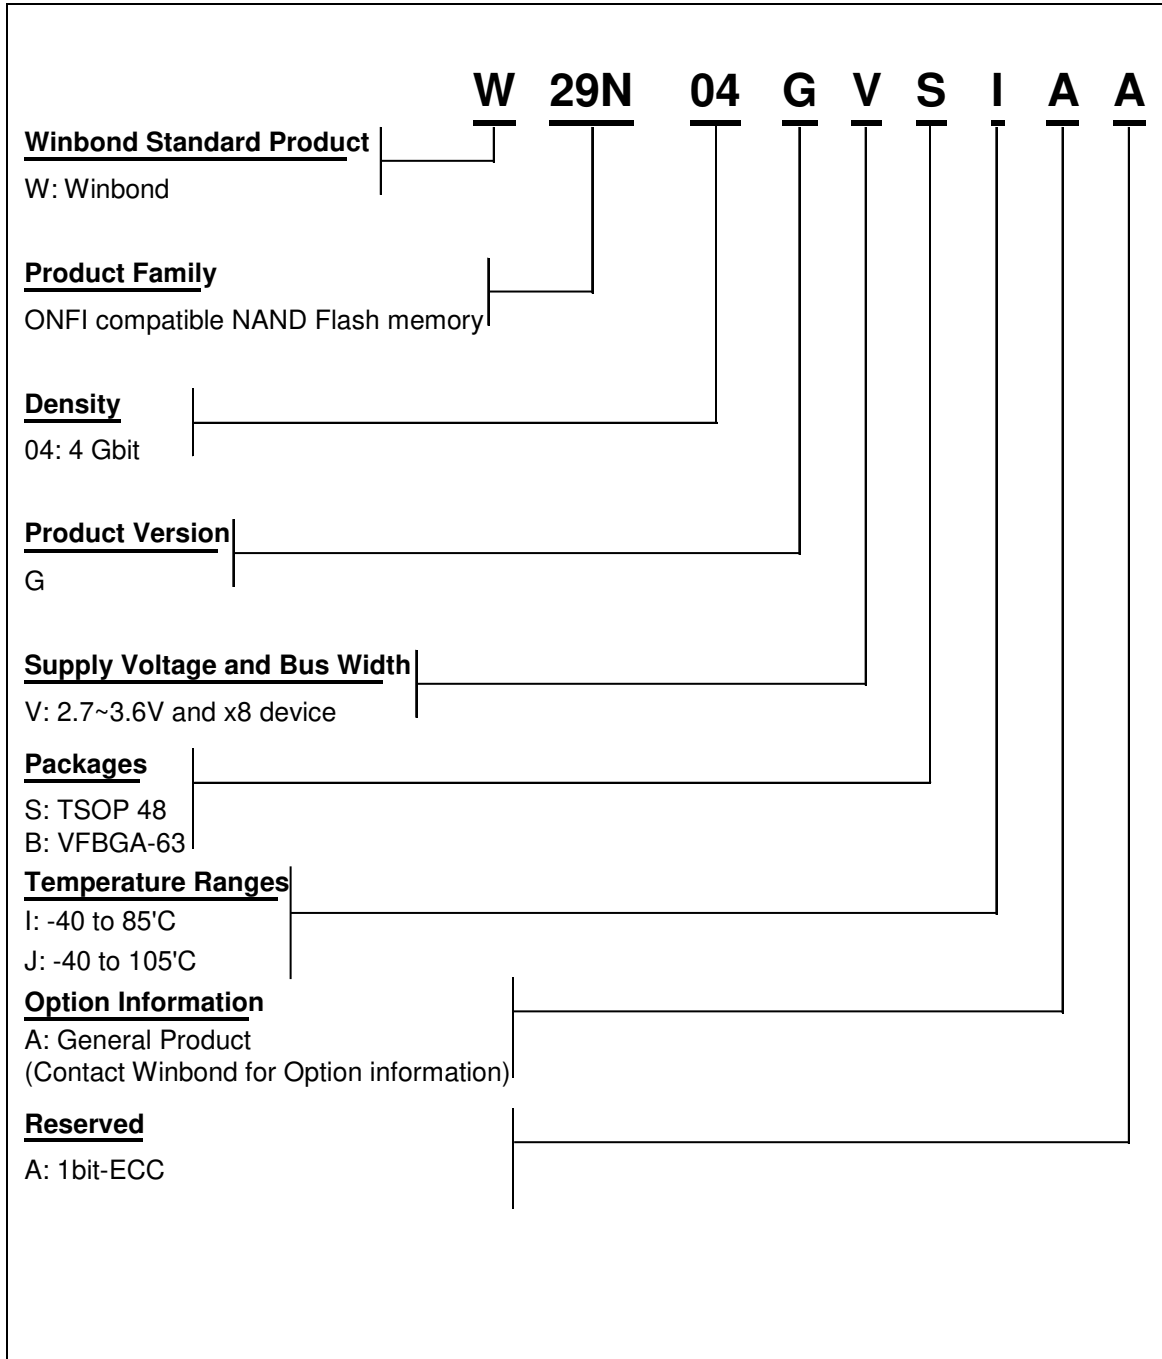 W 29N 04 G V S I A A
Winbond Standard Product
W: Winbond
Product Family
ONFI compatible NAND Flash memory
Density
04: 4 Gbit
Product Version
G
Supply Voltage and Bus Width
V: 2.7~3.6V and x8 device
Packages
S: TSOP 48
B: VFBGA-63
Temperature Ranges
I: -40 to 85'C
J: -40 to 105'C
Option Information
A: General Product
(Contact Winbond for Option information)
Reserved
A: 1bit-ECC